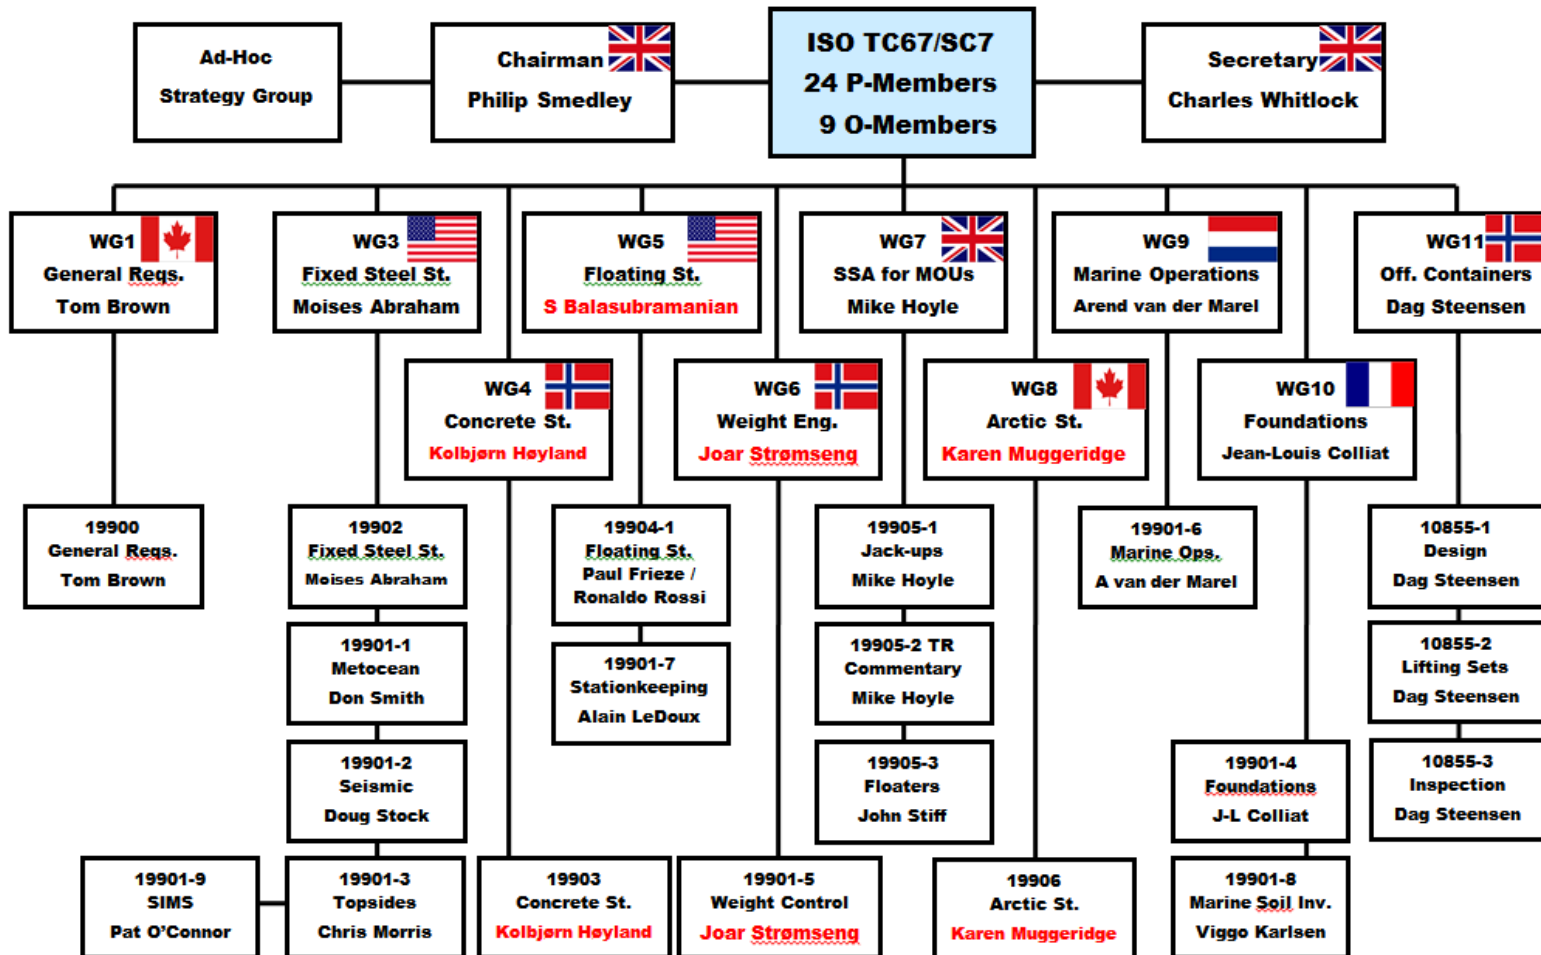 Ad-Hoc
Strategy Group
Chairman
Philip Smedley
ISO TC67/SC7
24 P-Members
9 O-Members
Secretary
Charles Whitlock
WG1
General Reqs.
Tom Brown
WG3
Fixed Steel St.
Moises Abraham
WG5
Floating St.
S Balasubramanian
WG7
SSA for MOUs
Mike Hoyle
WG9
Marine Operations
Arend van der Marel
WG11
Off. Containers
Dag Steensen
WG4
Concrete St.
Kolbjørn Høyland
WG6
Weight Eng.
Joar Strømseng
WG8
Arctic St.
Karen Muggeridge
WG10
Foundations
Jean-Louis Colliat
19900
General Reqs.
Tom Brown
19902
Fixed Steel St.
Moises Abraham
19904-1
Floating St.
Paul Frieze /
Ronaldo Rossi
19905-1
Jack-ups
Mike Hoyle
19901-6
Marine Ops.
A van der Marel
10855-1
Design
Dag Steensen
19901-1
Metocean
Don Smith
19901-7
Stationkeeping
Alain LeDoux
19905-2 TR
Commentary
Mike Hoyle
10855-2
Lifting Sets
Dag Steensen
19901-2
Seismic
Doug Stock
19905-3
Floaters
John Stiff
19901-4
Foundations
J-L Colliat
10855-3
Inspection
Dag Steensen
19901-9
SIMS
Pat O’Connor
19901-3
Topsides
Chris Morris
19903
Concrete St.
Kolbjørn Høyland
19901-5
Weight Control
Joar Strømseng
19906
Arctic St.
Karen Muggeridge
19901-8
Marine Soil Inv.
Viggo Karlsen